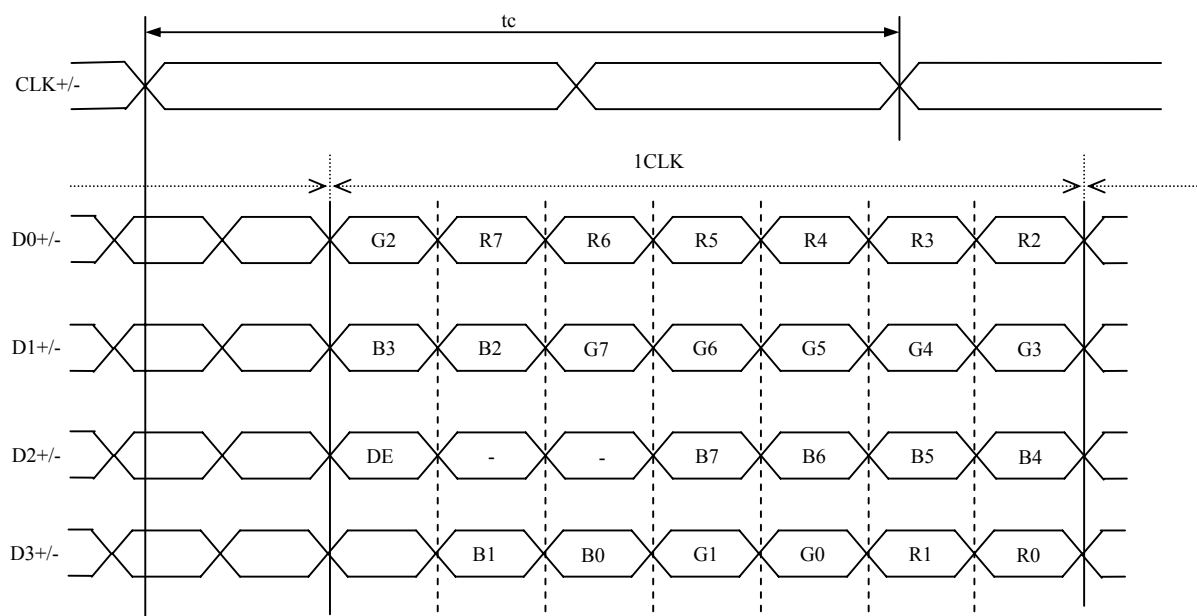 tc
CLK+/-
1CLK
D0+/- G2 R7 R6 R5 R4 R3 R2
D1+/- B3 B2 G7 G6 G5 G4 G3
D2+/- DE - - B7 B6 B5 B4
D3+/- B1 B0 G1 G0 R1 R0